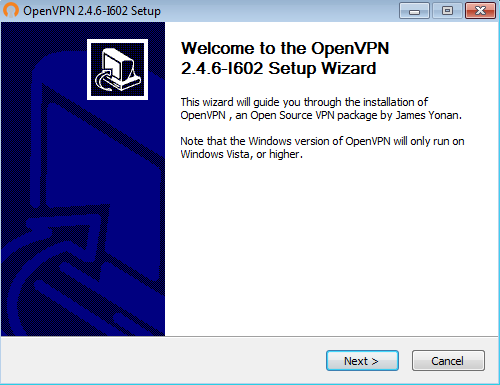 OpenVPN 2.4.6-I602 Setup
Welcome to the OpenVPN
2.4.6-I602 Setup Wizard
This wizard will guide you through the installation of
OpenVPN , an Open Source VPN package by James Yonan.
Note that the Windows version of OpenVPN will only run on
Windows Vista, or higher.
Next >
Cancel